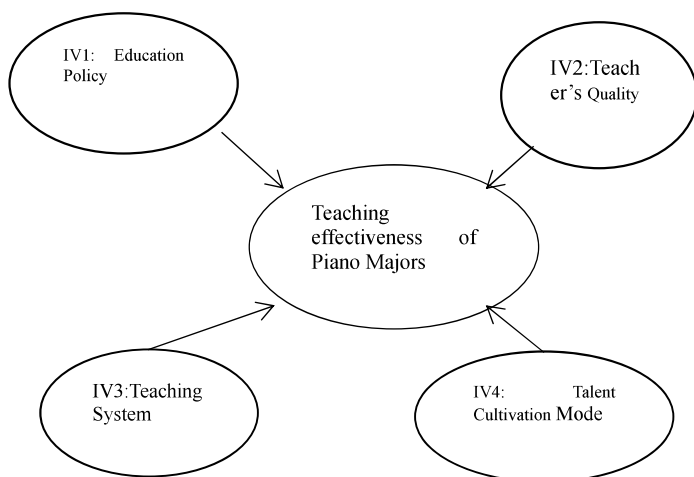 IV1: Education
Policy
IV2:Teach
er's Quality
Teaching
effectiveness of
Piano Majors
IV3:Teaching
System
IV4: Talent
Cultivation Mode